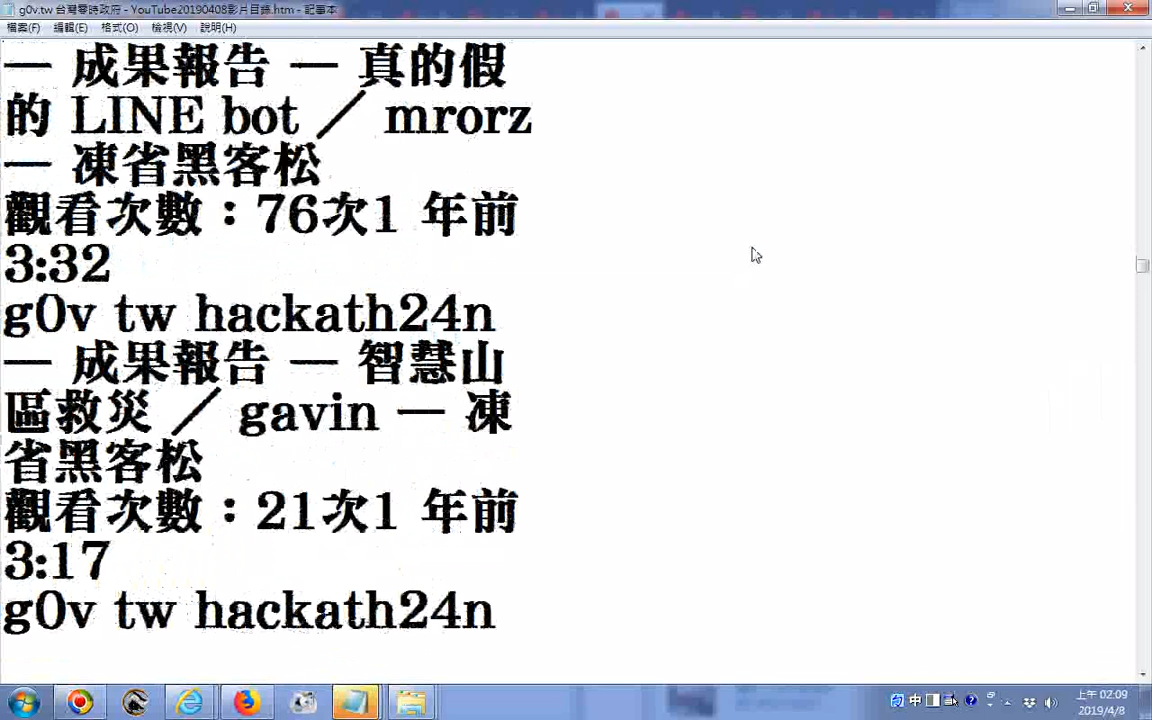 g0v.tw 台灣零時政府 - YouTube20190408影片目錄.htm - 記事本
檔案(F) 編輯(E) 格式(O) 檢視(V) 說明(H)
— 成果報告 — 真的假
的 LINE bot ／ mrorz
— 凍省黑客松
觀看次數：76次1 年前
3:32
g0v tw hackath24n
— 成果報告 — 智慧山
區救災 ／ gavin — 凍
省黑客松
觀看次數：21次1 年前
3:17
g0v tw hackath24n
中
上午 02:09
2019/4/8